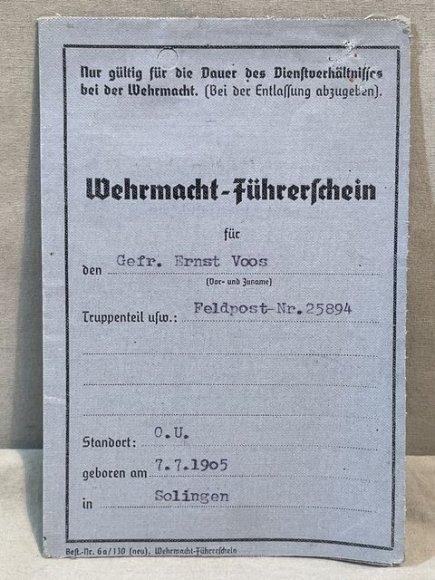 Nur gültig für die Dauer des Dienstverhältnisses
bei der Wehrmacht. (Bei der Entlassung abzugeben).
Wehrmacht-Führerschein
für
den Gefr. Ernst Voos
(Vor- und Zuname)
Truppenteil usw.: Feldpost-Nr.25894
Standort: O.U.
geboren am 7.7.1905
in Solingen
Best.-Nr. 6a/130 (neu), Wehrmacht-Führerschein